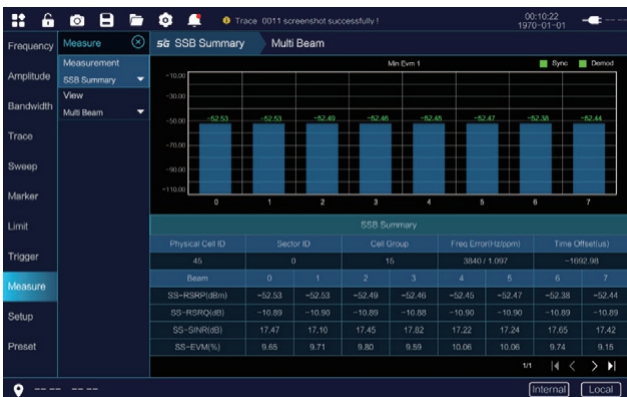 Trace 0011 screenshot successfully !
00:10:22
1970-01-01
Frequency
Amplitude
Bandwidth
Trace
Sweep
Marker
Limit
Trigger
Measure
Setup
Preset
Measure
Measurement
SSB Summary
View
Multi Beam
5G SSB Summary Multi Beam
Min Evm 1 Sync Demod
-10.00
-30.00
-50.00
-70.00
-90.00
-110.00
-52.53 -52.53 -52.49 -52.46 -52.45 -52.47 -52.38 -52.44
0 1 2 3 4 5 6 7
SSB Summary
Physical Cell ID Sector ID Cell Group Freq Error(Hz/ppm) Time Offset(us)
45 0 15 3840 / 1.097 -1692.98
Beam 0 1 2 3 4 5 6 7
SS-RSRP(dBm) -52.53 -52.53 -52.49 -52.46 -52.45 -52.47 -52.38 -52.44
SS-RSRQ(dB) -10.89 -10.90 -10.89 -10.88 -10.90 -10.90 -10.89 -10.89
SS-SINR(dB) 17.47 17.10 17.45 17.82 17.22 17.24 17.65 17.42
SS-EVM(%) 9.65 9.71 9.80 9.59 10.06 10.06 9.74 9.15
1/1
-- -- -- --
Internal Local